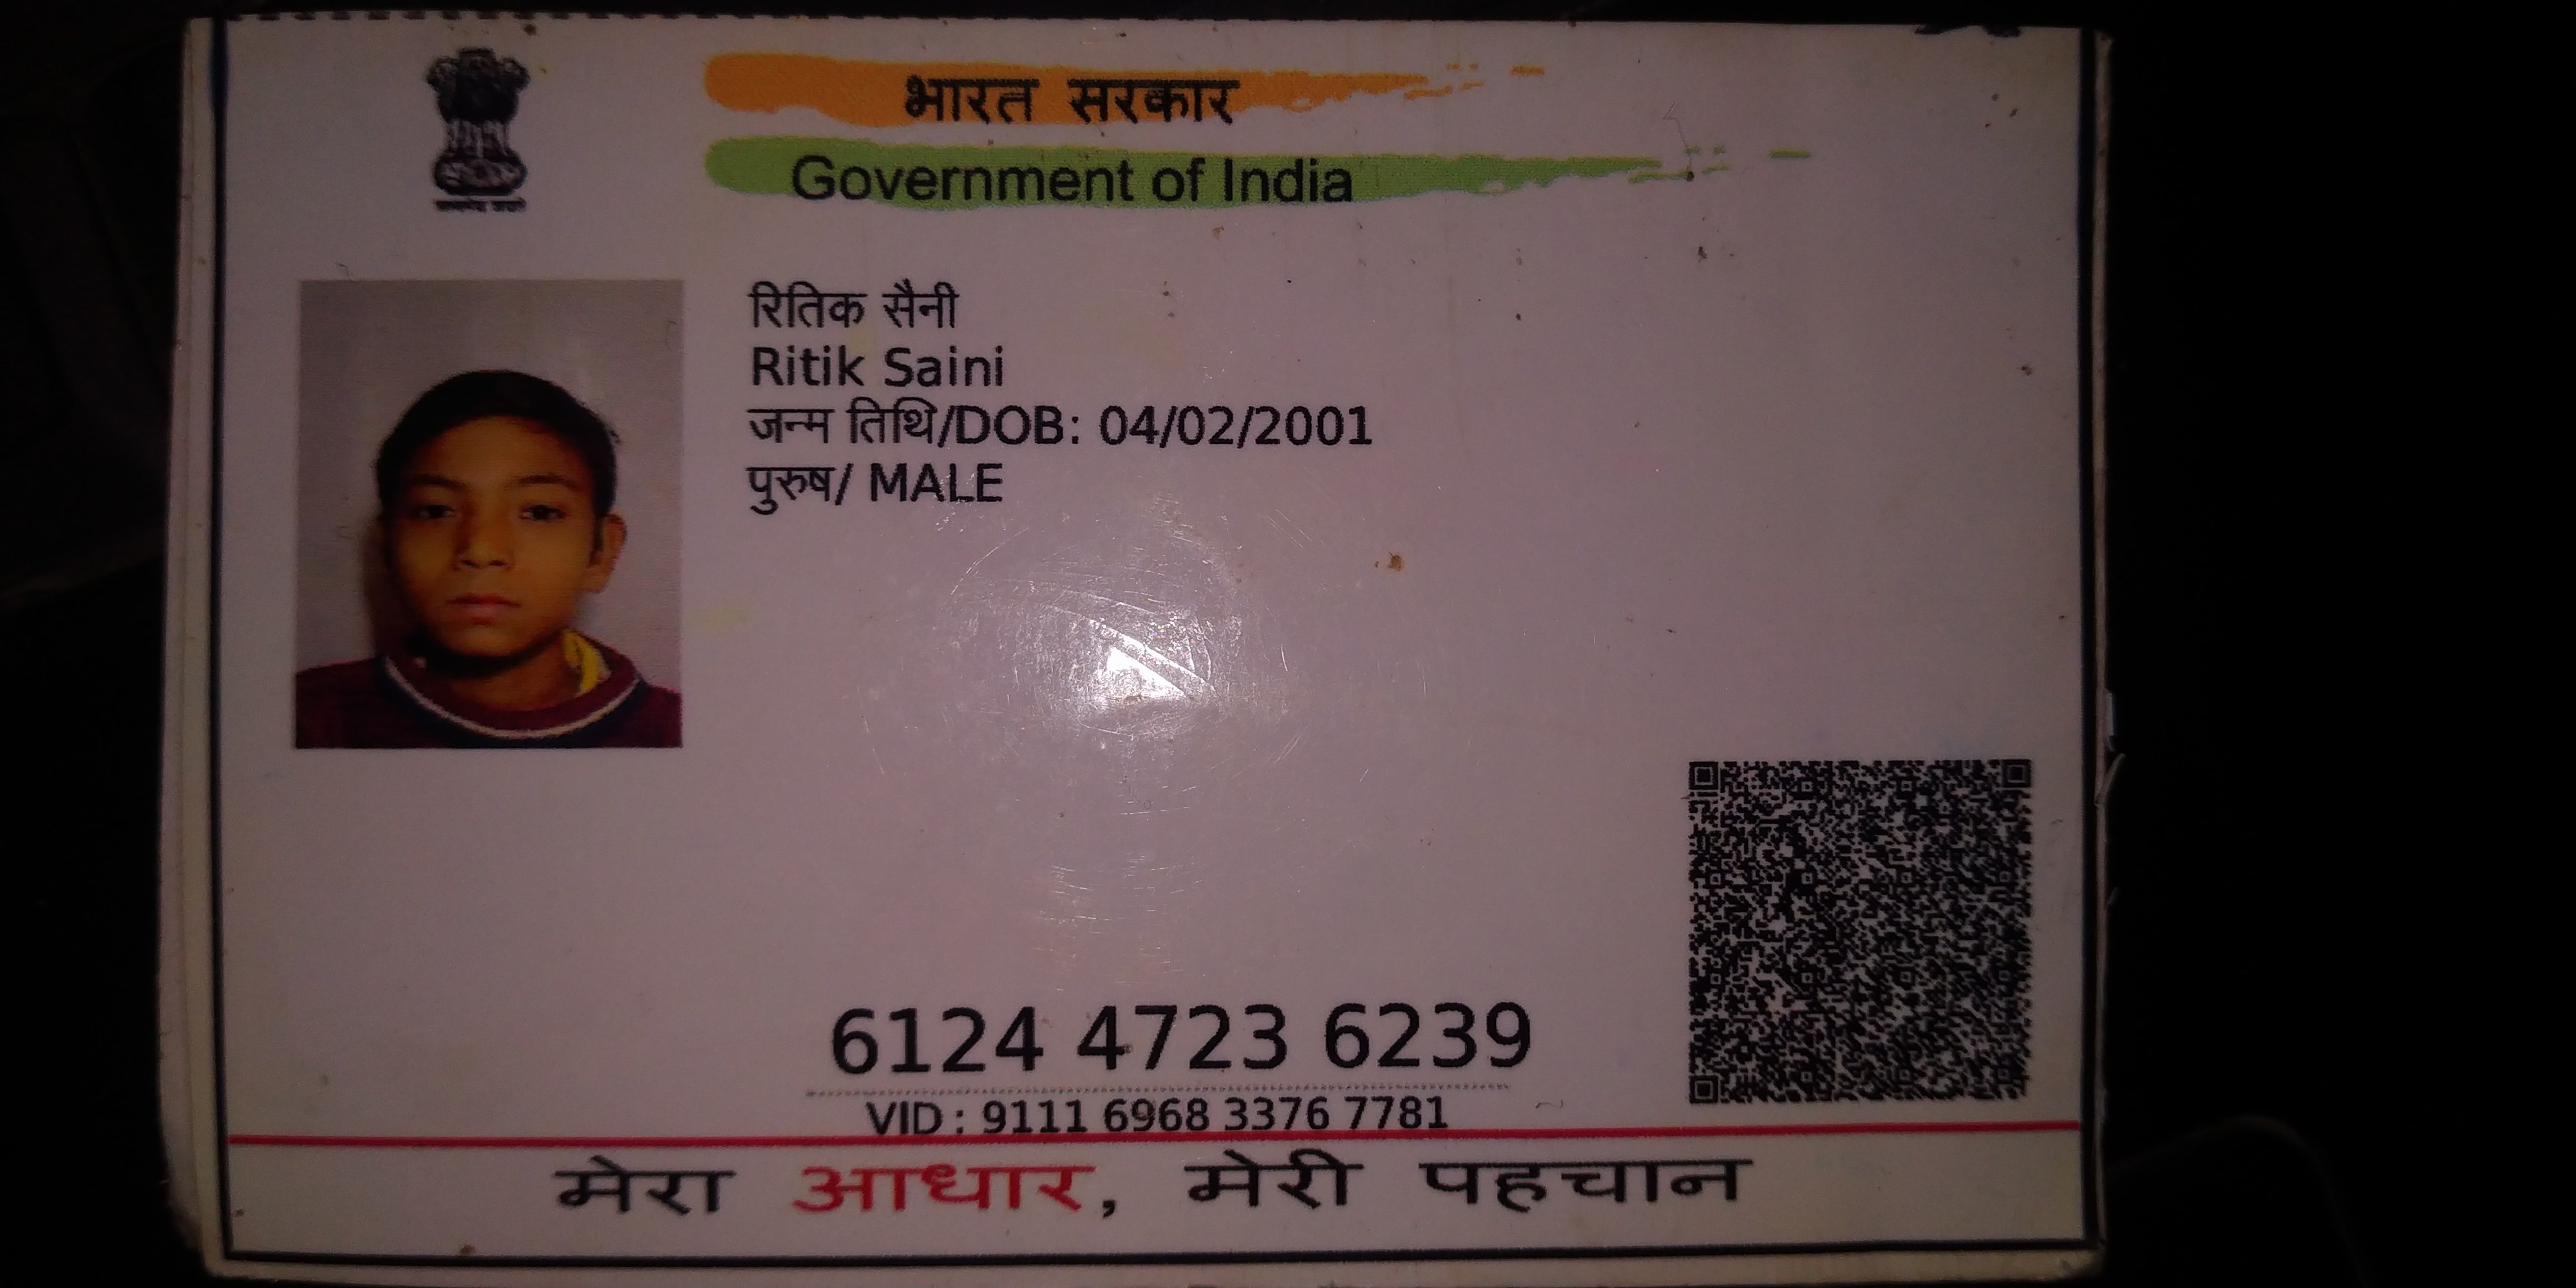 भारत सरकार
Government of India
रितिक सैनी
Ritik Saini
जन्म तिथि/DOB: 04/02/2001
पुरुष/ MALE
6124 4723 6239
VID : 9111 6968 3376 7781
मेरा आधार, मेरी पहचान